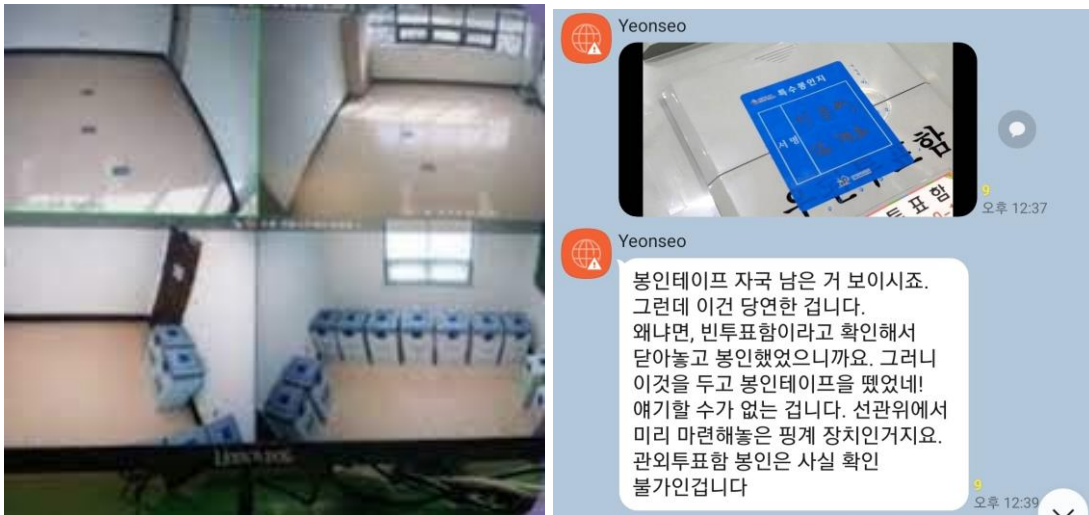 Lenovo
Yeonseo
특수봉인지
서명
투표함
9
오후 12:37
Yeonseo
봉인테이프 자국 남은 거 보이시죠.
그런데 이건 당연한 겁니다.
왜냐면, 빈투표함이라고 확인해서
닫아놓고 봉인했었으니까요. 그러니
이것을 두고 봉인테이프을 뗐었네!
얘기할 수가 없는 겁니다. 선관위에서
미리 마련해놓은 핑계 장치인거지요.
관외투표함 봉인은 사실 확인
불가인겁니다
9
오후 12:39